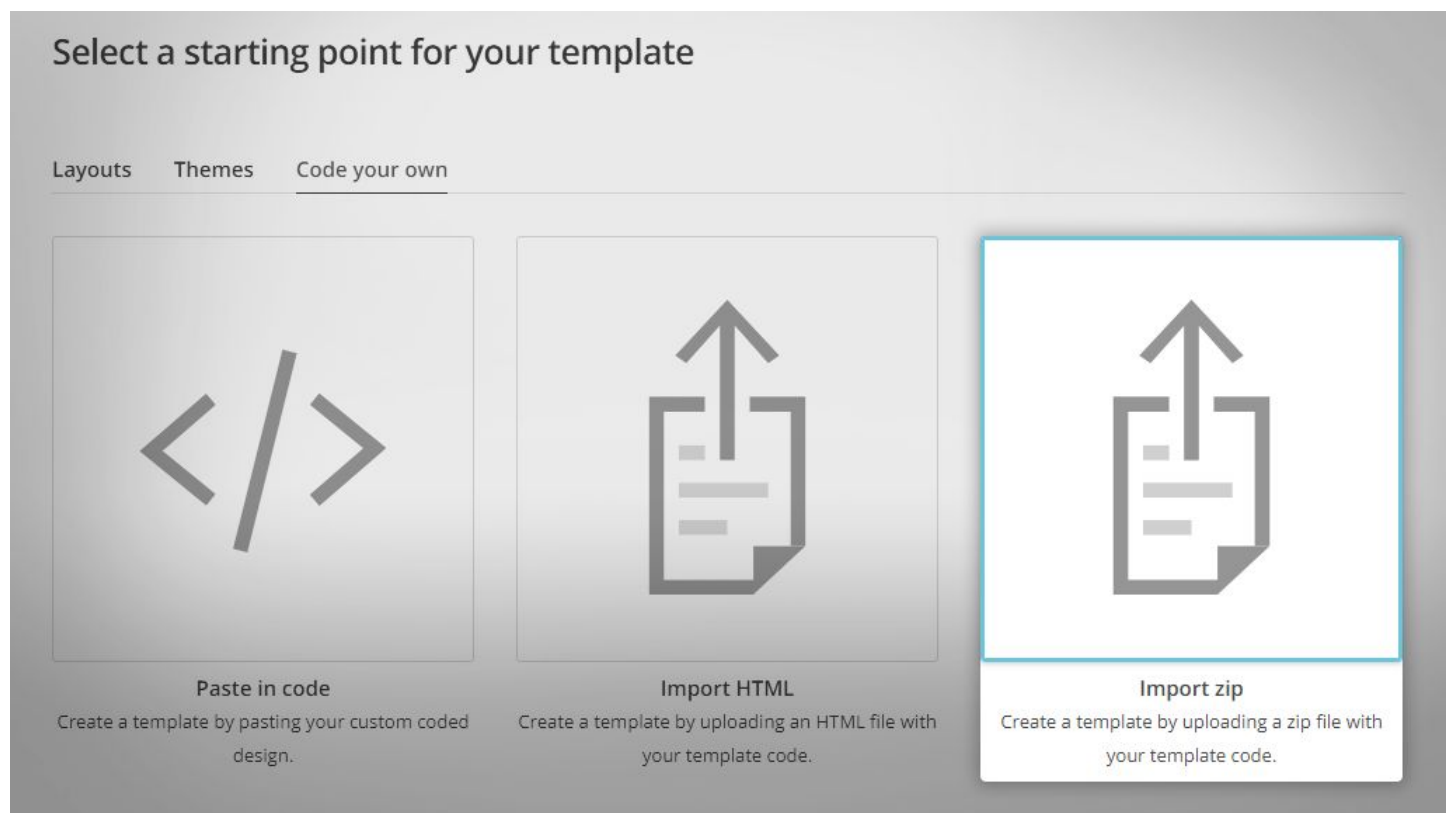 Select a starting point for your template
Layouts Themes Code your own
Paste in code
Create a template by pasting your custom coded
design.
Import HTML
Create a template by uploading an HTML file with
your template code.
Import zip
Create a template by uploading a zip file with
your template code.